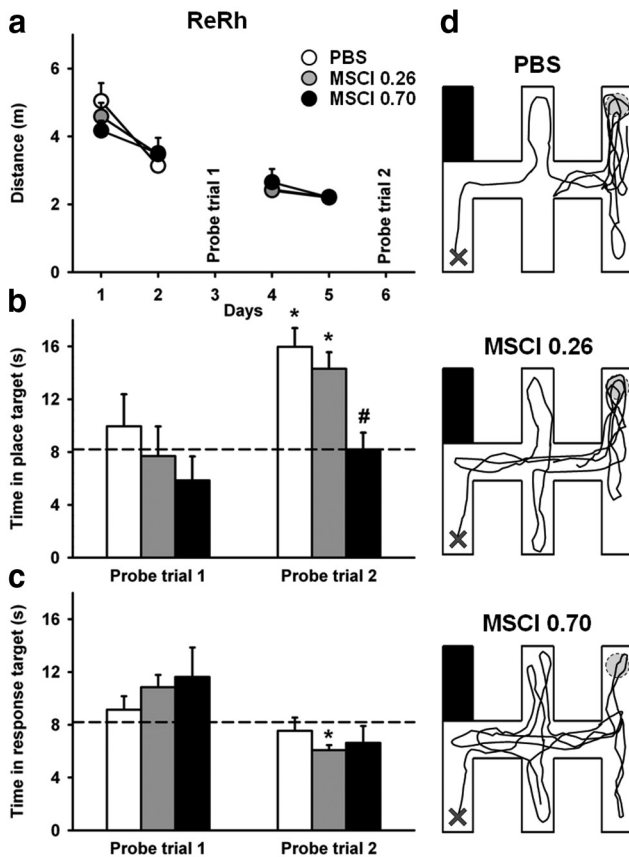 a
ReRh
PBS
MSCI 0.26
MSCI 0.70
Distance (m)
6
4
2
0
Probe trial 1
Probe trial 2
1 2 3 4 5 6
Days
b
Time in place target (s)
16
12
8
4
0
* * #
Probe trial 1 Probe trial 2
c
Time in response target (s)
16
12
8
4
0
*
Probe trial 1 Probe trial 2
d
PBS
MSCI 0.26
MSCI 0.70